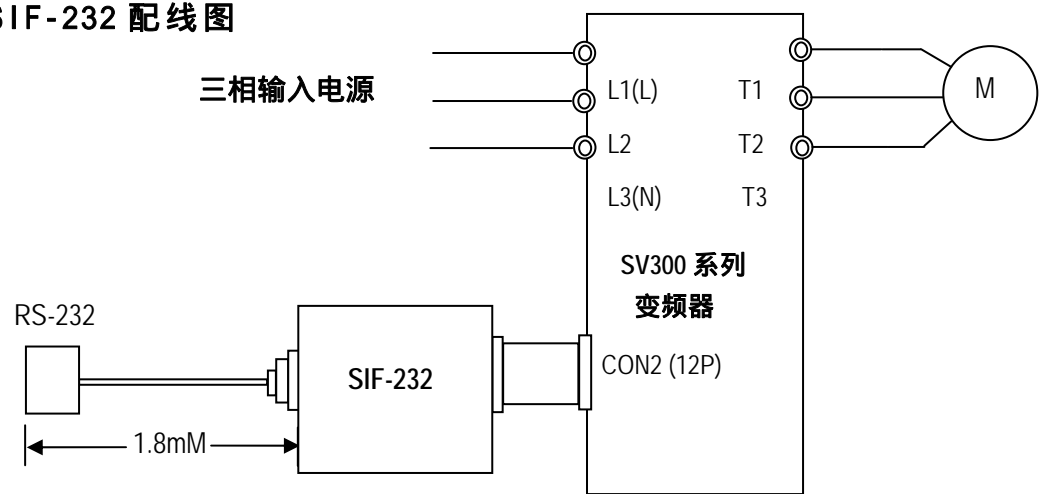 SIF-232 配线图
三相输入电源
L1(L) T1
L2 T2
L3(N) T3
M
SV300 系列
变频器
RS-232
SIF-232
CON2 (12P)
1.8mM